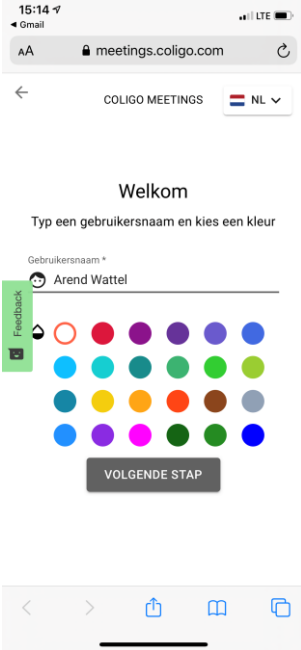 15:14
LTE
◀ Gmail
AA
meetings.coligo.com
COLIGO MEETINGS
NL
Welkom
Typ een gebruikersnaam en kies een kleur
Gebruikersnaam *
Arend Wattel
Feedback
VOLGENDE STAP